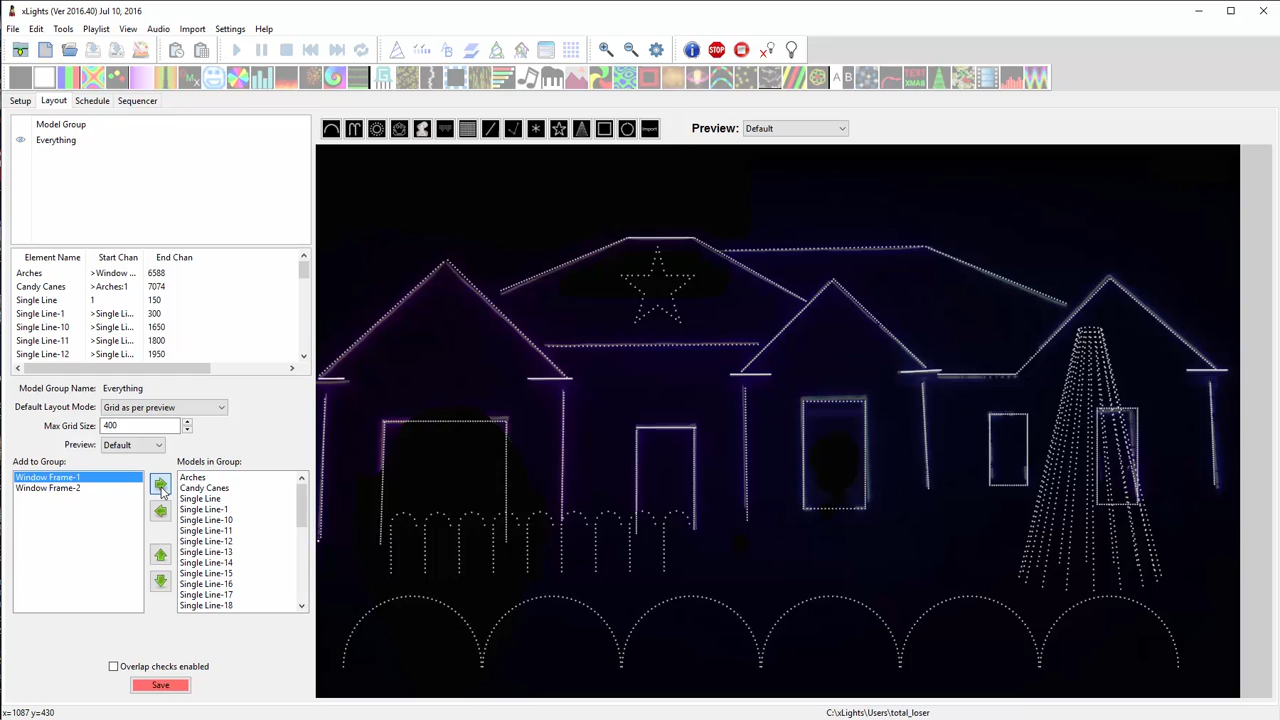 xLights (Ver 2016.40) Jul 10, 2016
File Edit Tools Playlist View Audio Import Settings Help
TEXT
XMAS
A B
Setup Layout Schedule Sequencer
Model Group
Everything
import
Preview: Default
Element Name Start Chan End Chan
Arches >Window ... 6588
Candy Canes >Arches:1 7074
Single Line 1 150
Single Line-1 >Single Li... 300
Single Line-10 >Single Li... 1650
Single Line-11 >Single Li... 1800
Single Line-12 >Single Li... 1950
Model Group Name: Everything
Default Layout Mode: Grid as per preview
Max Grid Size: 400
Preview: Default
Add to Group: Models in Group:
Window Frame-1
Window Frame-2
Arches
Candy Canes
Single Line
Single Line-1
Single Line-10
Single Line-11
Single Line-12
Single Line-13
Single Line-14
Single Line-15
Single Line-16
Single Line-17
Single Line-18
Overlap checks enabled
Save
x=1087 y=430
C:\xLights\Users\total_loser